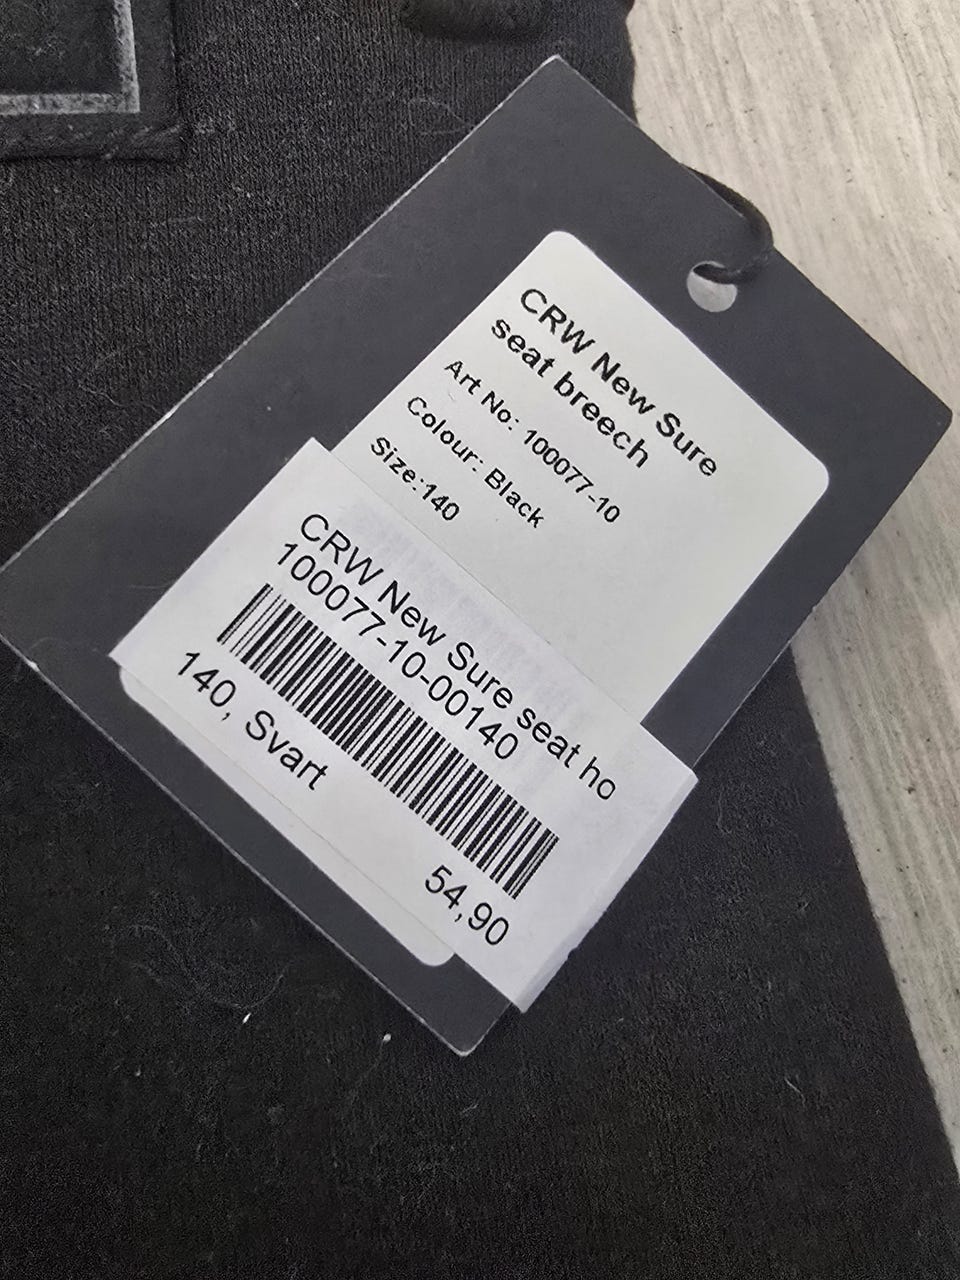 CRW New Sure
seat breech
Art No: 100077-10
Colour: Black
Size:140
CRW New Sure seat ho
100077-10-00140
140, Svart
54,90